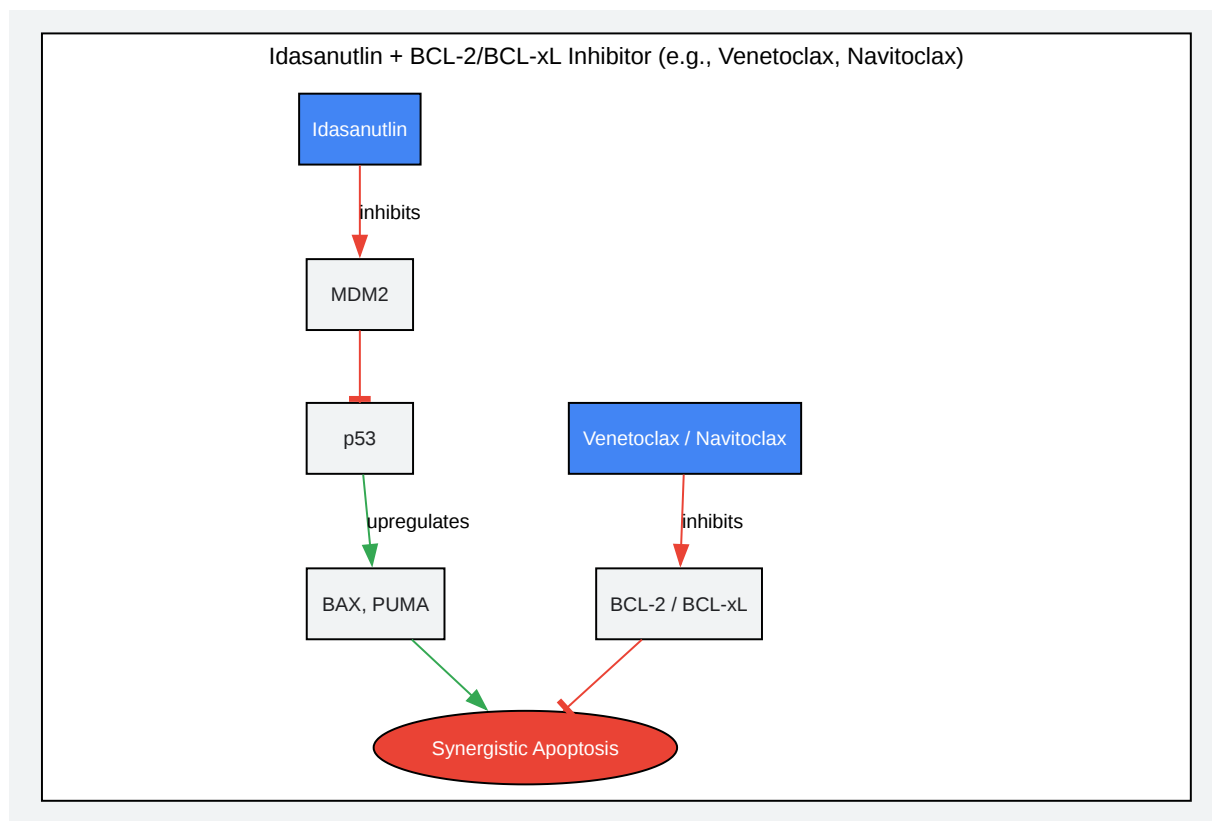 Idasanutlin + BCL-2/BCL-xL Inhibitor (e.g., Venetoclax, Navitoclax)
Idasanutlin
inhibits
MDM2
p53
Venetoclax / Navitoclax
upregulates
inhibits
BAX, PUMA
BCL-2 / BCL-xL
Synergistic Apoptosis